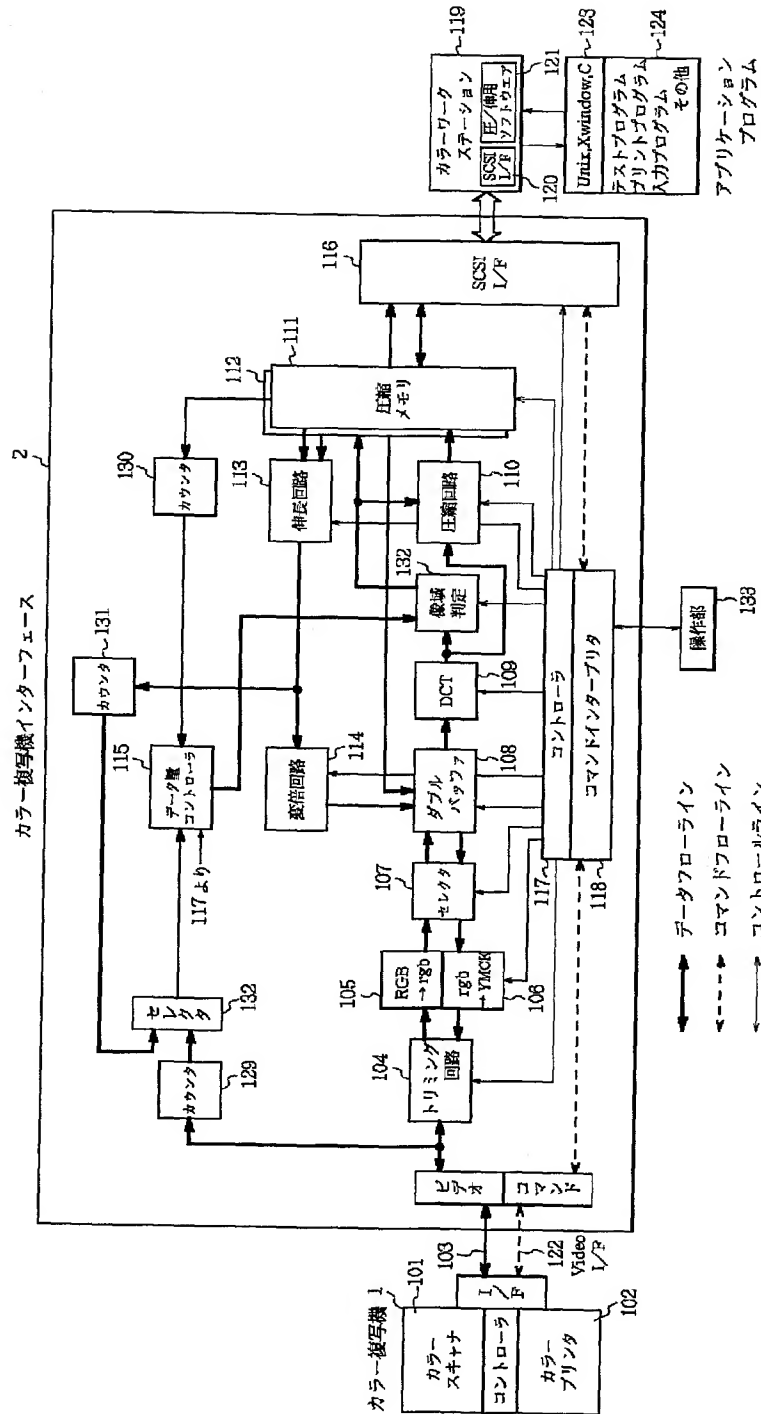 カラー複写機インターフェース
2
カラー複写機 1
101
カラー
スキャナ
コントローラ
カラー
プリンタ
102
I/F
103
122
Video
I/F
ビデオ
コマンド
カウンタ
129
セレクタ
132
117より
データ量
コントローラ
115
カウンタ
131
カウンタ
130
トリミング
回路
104
RGB
→rgb
105
rgb
→YMCK
106
セレクタ
107
ダブル
バッファ
108
変倍回路
114
DCT
109
像域
判定
132
圧縮回路
110
伸長回路
113
圧縮
メモリ
111
112
SCSI
I/F
116
コントローラ
117
コマンドインタープリタ
118
操作部
133
カラーワーク
ステーション
119
SCSI
I/F
120
圧/伸用
ソフトウェア
121
Unix,Xwindow,C
123
テストプログラム
プリントプログラム
入力プログラム
その他
124
アプリケーション
プログラム
データフローライン
コマンドフローライン
コントロールライン